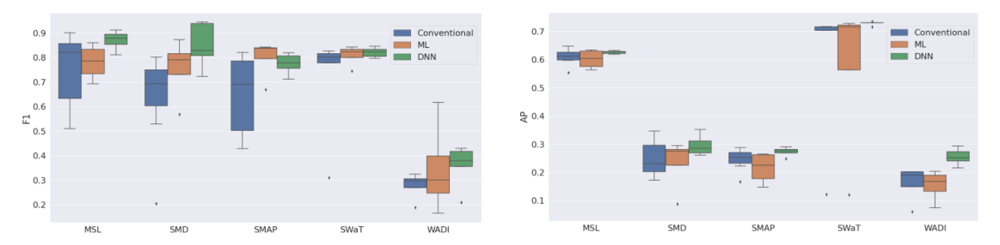 0.9
0.8
0.7
0.6
0.5
0.4
0.3
0.2
F1
MSL
SMD
SMAP
SWaT
WADI
Conventional
ML
DNN
0.7
0.6
0.5
0.4
0.3
0.2
0.1
AP
MSL
SMD
SMAP
SWaT
WADI
Conventional
ML
DNN